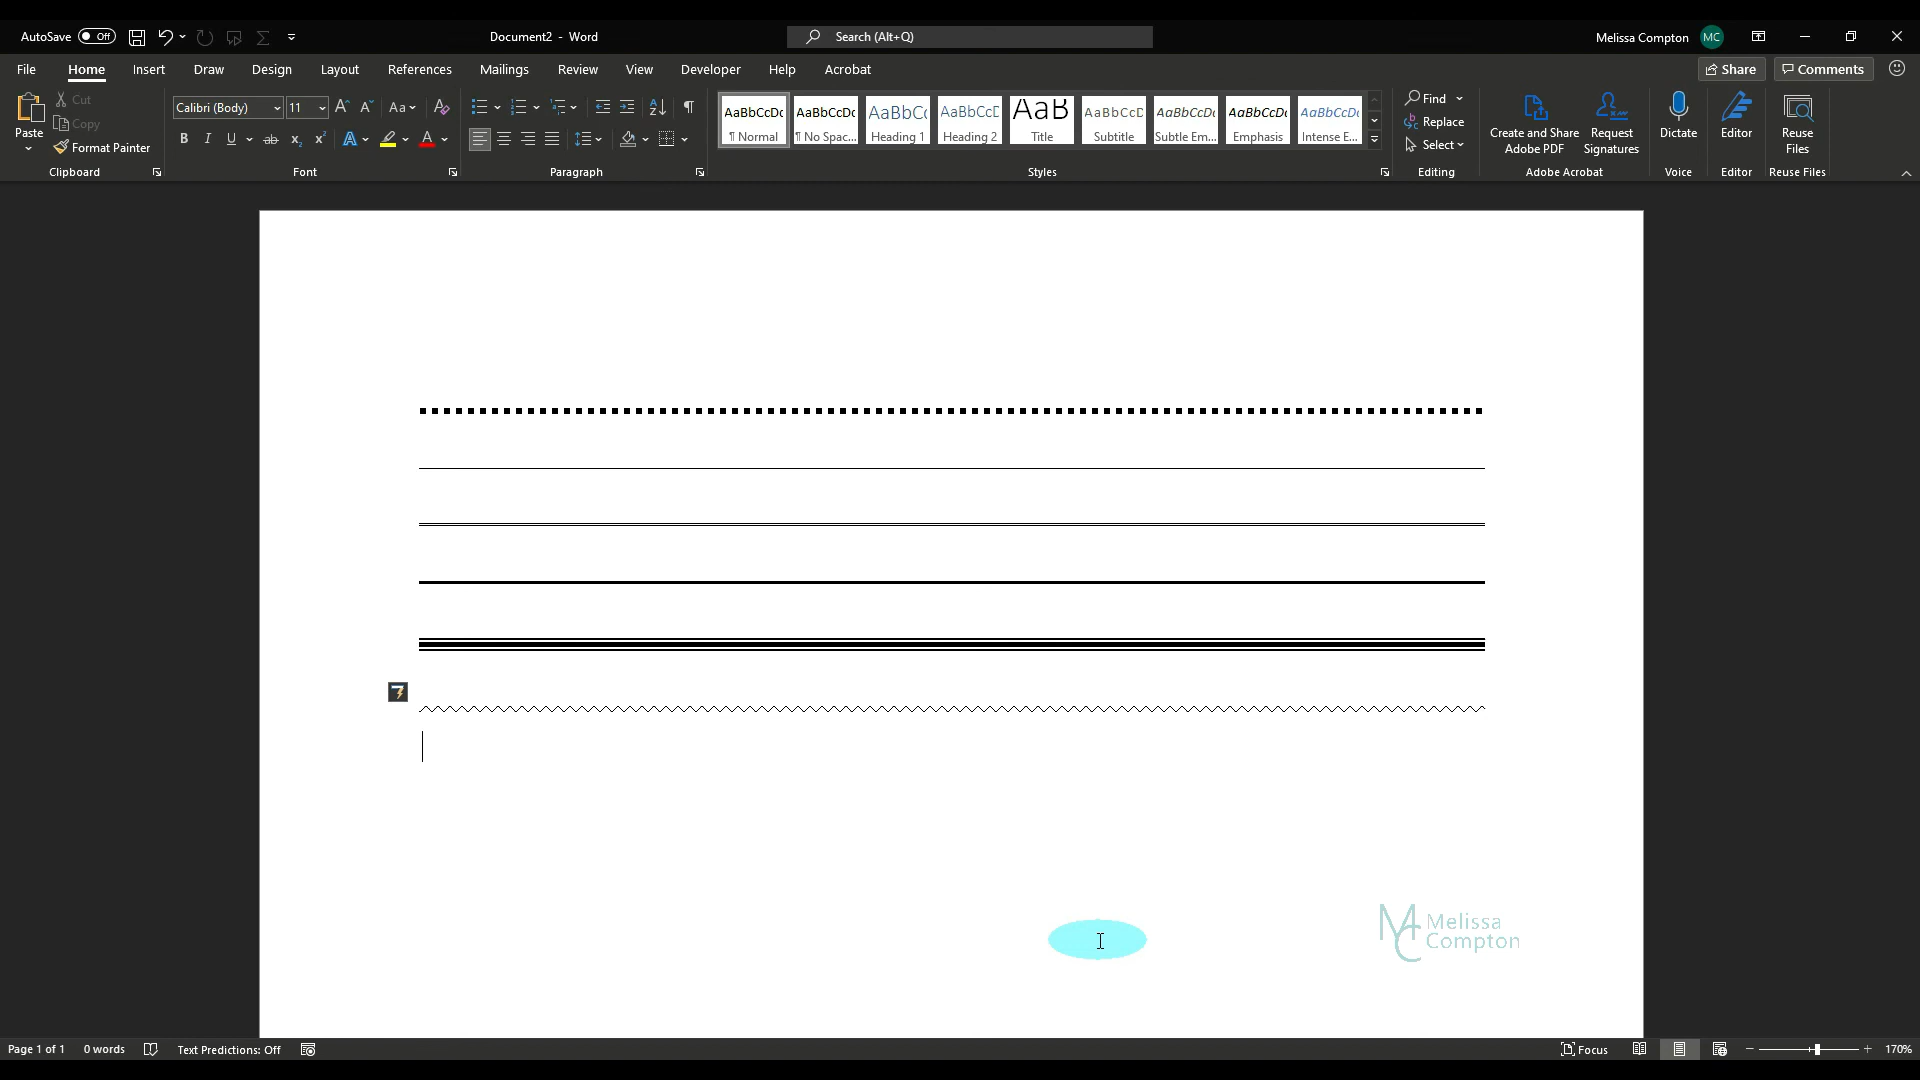 AutoSave Off Document2 - Word Search (Alt+Q) Melissa Compton MC
File Home Insert Draw Design Layout References Mailings Review View Developer Help Acrobat Share Comments
Paste Cut Copy Format Painter Clipboard
Calibri (Body) 11 Aa Font
Paragraph
AaBbCcDc AaBbCcDc AaBbC( AaBbCcD AaB AaBbCcD AaBbCcDc AaBbCcDc AaBbCcDc
¶ Normal ¶ No Spac... Heading 1 Heading 2 Title Subtitle Subtle Em... Emphasis Intense E...
Styles
Find
Replace
Select
Editing
Create and Share Adobe PDF Request Signatures
Adobe Acrobat
Dictate
Voice
Editor
Editor
Reuse Files
Reuse Files
MC Melissa
Compton
Page 1 of 1 0 words Text Predictions: Off Focus 170%